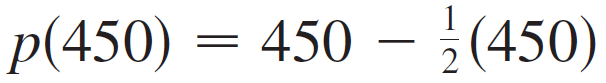 p(450) = 450 − ½(450)